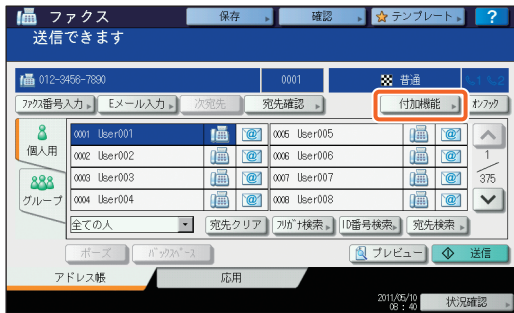 ファクス 保存 確認 テンプレート ?
送信できます
012-3456-7890 0001 普通
ファクス番号入力 Eメール入力 次宛先 宛先確認 付加機能 オンフック
個人用
グループ
0001 User001 0005 User005
0002 User002 0006 User006
0003 User003 0007 User007
0004 User004 0008 User008
1
375
全ての人 宛先クリア フリガナ検索 ID番号検索 宛先検索
ポーズ バックスペース プレビュー 送信
アドレス帳 応用
2011/05/10
08 : 40
状況確認